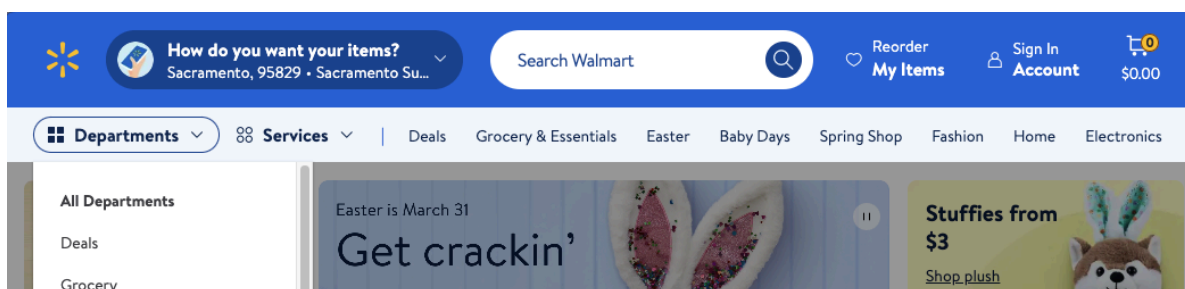 How do you want your items?
Sacramento, 95829 • Sacramento Su...
Search Walmart
Reorder
My Items
Sign In
Account
0
$0.00
Departments
Services
Deals
Grocery & Essentials
Easter
Baby Days
Spring Shop
Fashion
Home
Electronics
All Departments
Deals
Grocery
Easter is March 31
Get crackin’
Stuffies from
$3
Shop plush